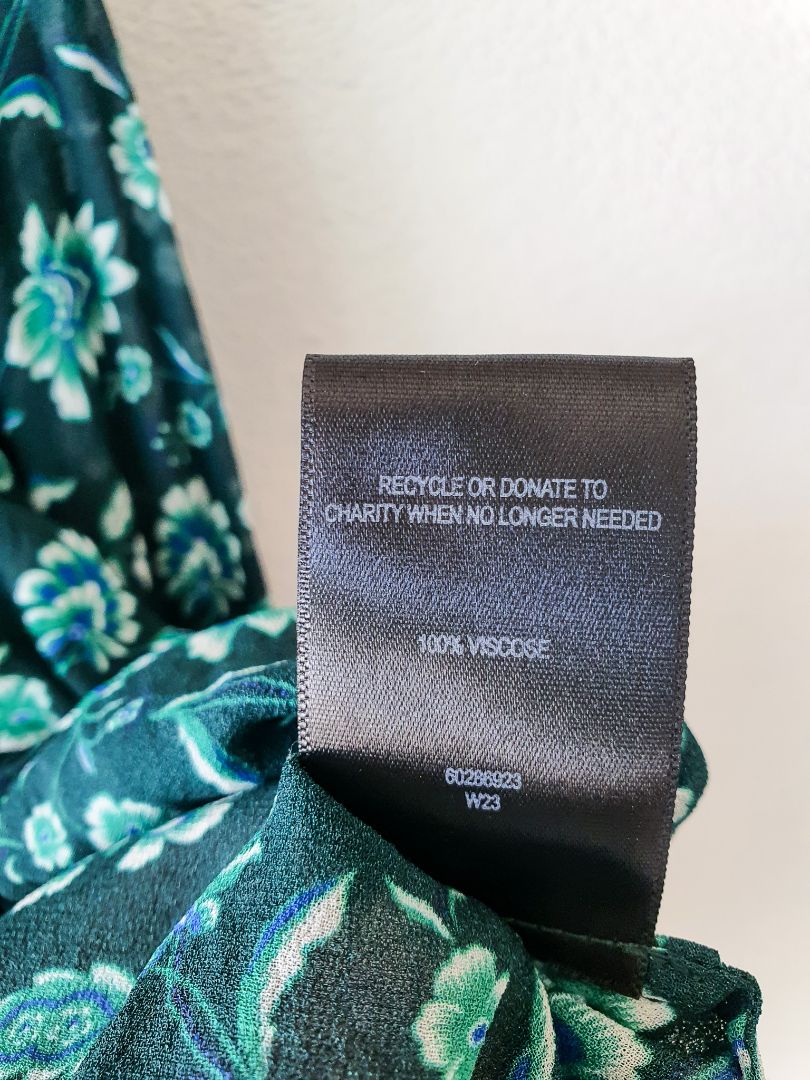 RECYCLE OR DONATE TO
CHARITY WHEN NO LONGER NEEDED
100% VISCOSE
60286923
W23